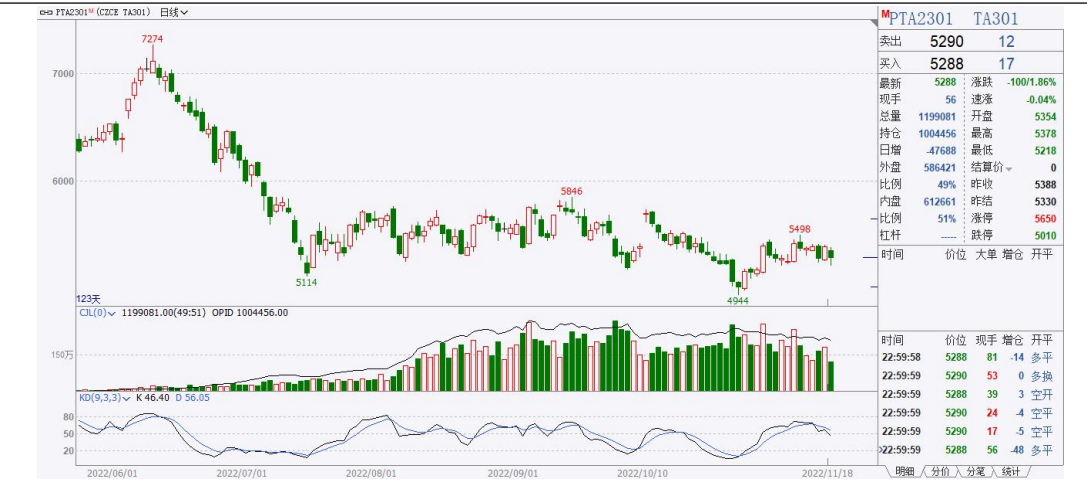 PTA2301M (CZCE TA301) 日线
7274
7000
6000
5846
5498
5114
4944
123天
CJL(0) 1199081.00(49:51) OPID 1004456.00
150万
KD(9,3,3) K 46.40 D 56.05
80
50
20
2022/06/01 2022/07/01 2022/08/01 2022/09/01 2022/10/10 2022/11/18
MPTA2301 TA301
卖出 5290 12
买入 5288 17
最新 5288 涨跌 -100/1.86%
现手 56 速涨 -0.04%
总量 1199081 开盘 5354
持仓 1004456 最高 5378
日增 -47688 最低 5218
外盘 586421 结算价 0
比例 49% 昨收 5388
内盘 612661 昨结 5330
比例 51% 涨停 5650
杠杆 ----- 跌停 5010
时间 价位 大单 增仓 开平
时间 价位 现手 增仓 开平
22:59:58 5288 81 -14 多平
22:59:59 5290 53 0 多换
22:59:59 5288 39 3 空开
22:59:59 5290 24 -4 空平
22:59:59 5290 17 -5 空平
22:59:59 5288 56 -48 多平
明细 分价 分笔 统计